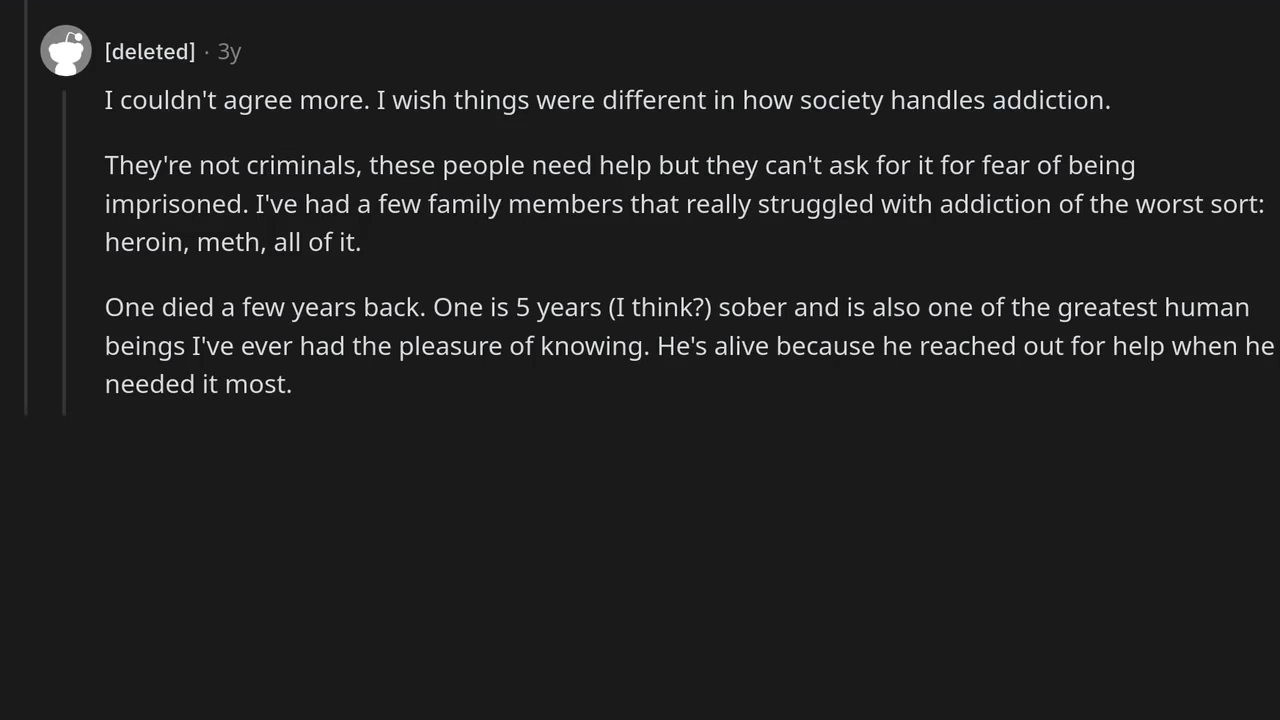 [deleted] · 3y
I couldn't agree more. I wish things were different in how society handles addiction.
They're not criminals, these people need help but they can't ask for it for fear of being
imprisoned. I've had a few family members that really struggled with addiction of the worst sort:
heroin, meth, all of it.
One died a few years back. One is 5 years (I think?) sober and is also one of the greatest human
beings I've ever had the pleasure of knowing. He's alive because he reached out for help when he
needed it most.